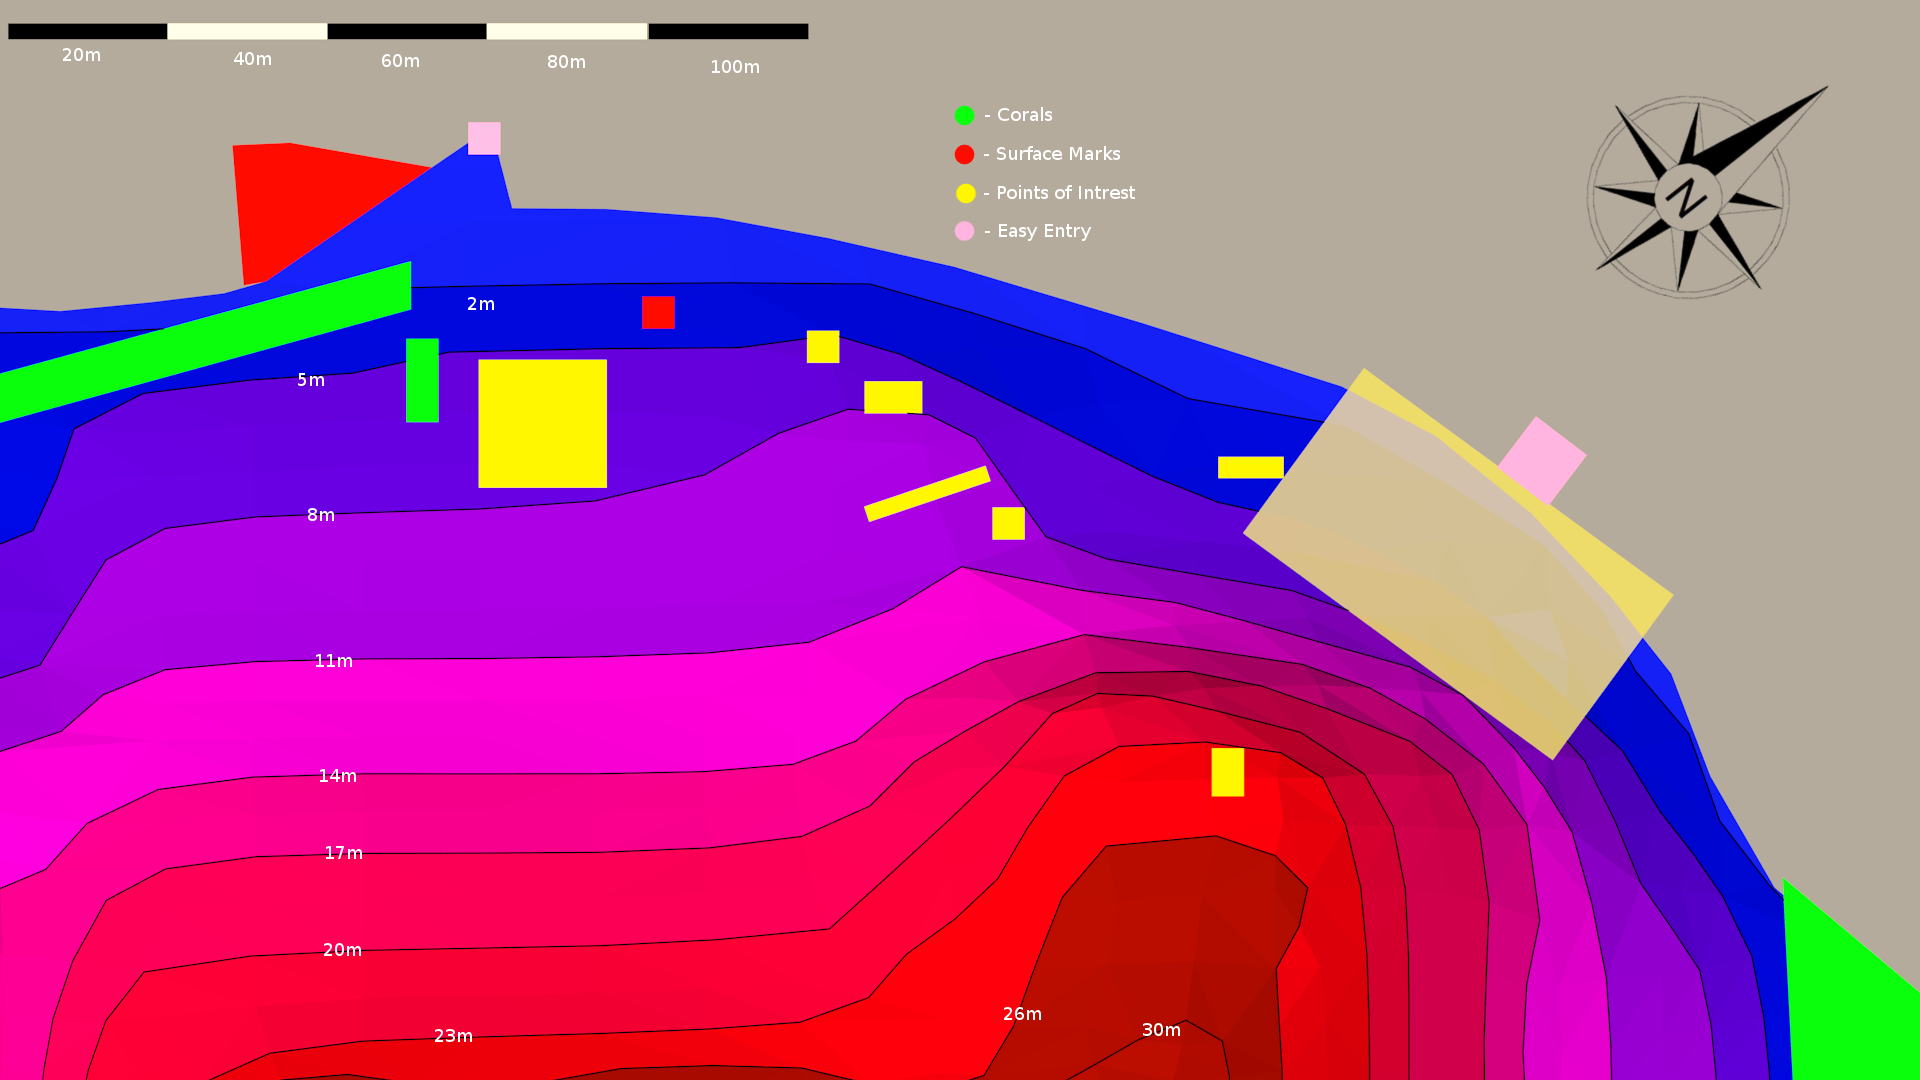 20m 40m 60m 80m 100m
- Corals
- Surface Marks
- Points of Intrest
- Easy Entry
N
2m
5m
8m
11m
14m
17m
20m
23m
26m
30m